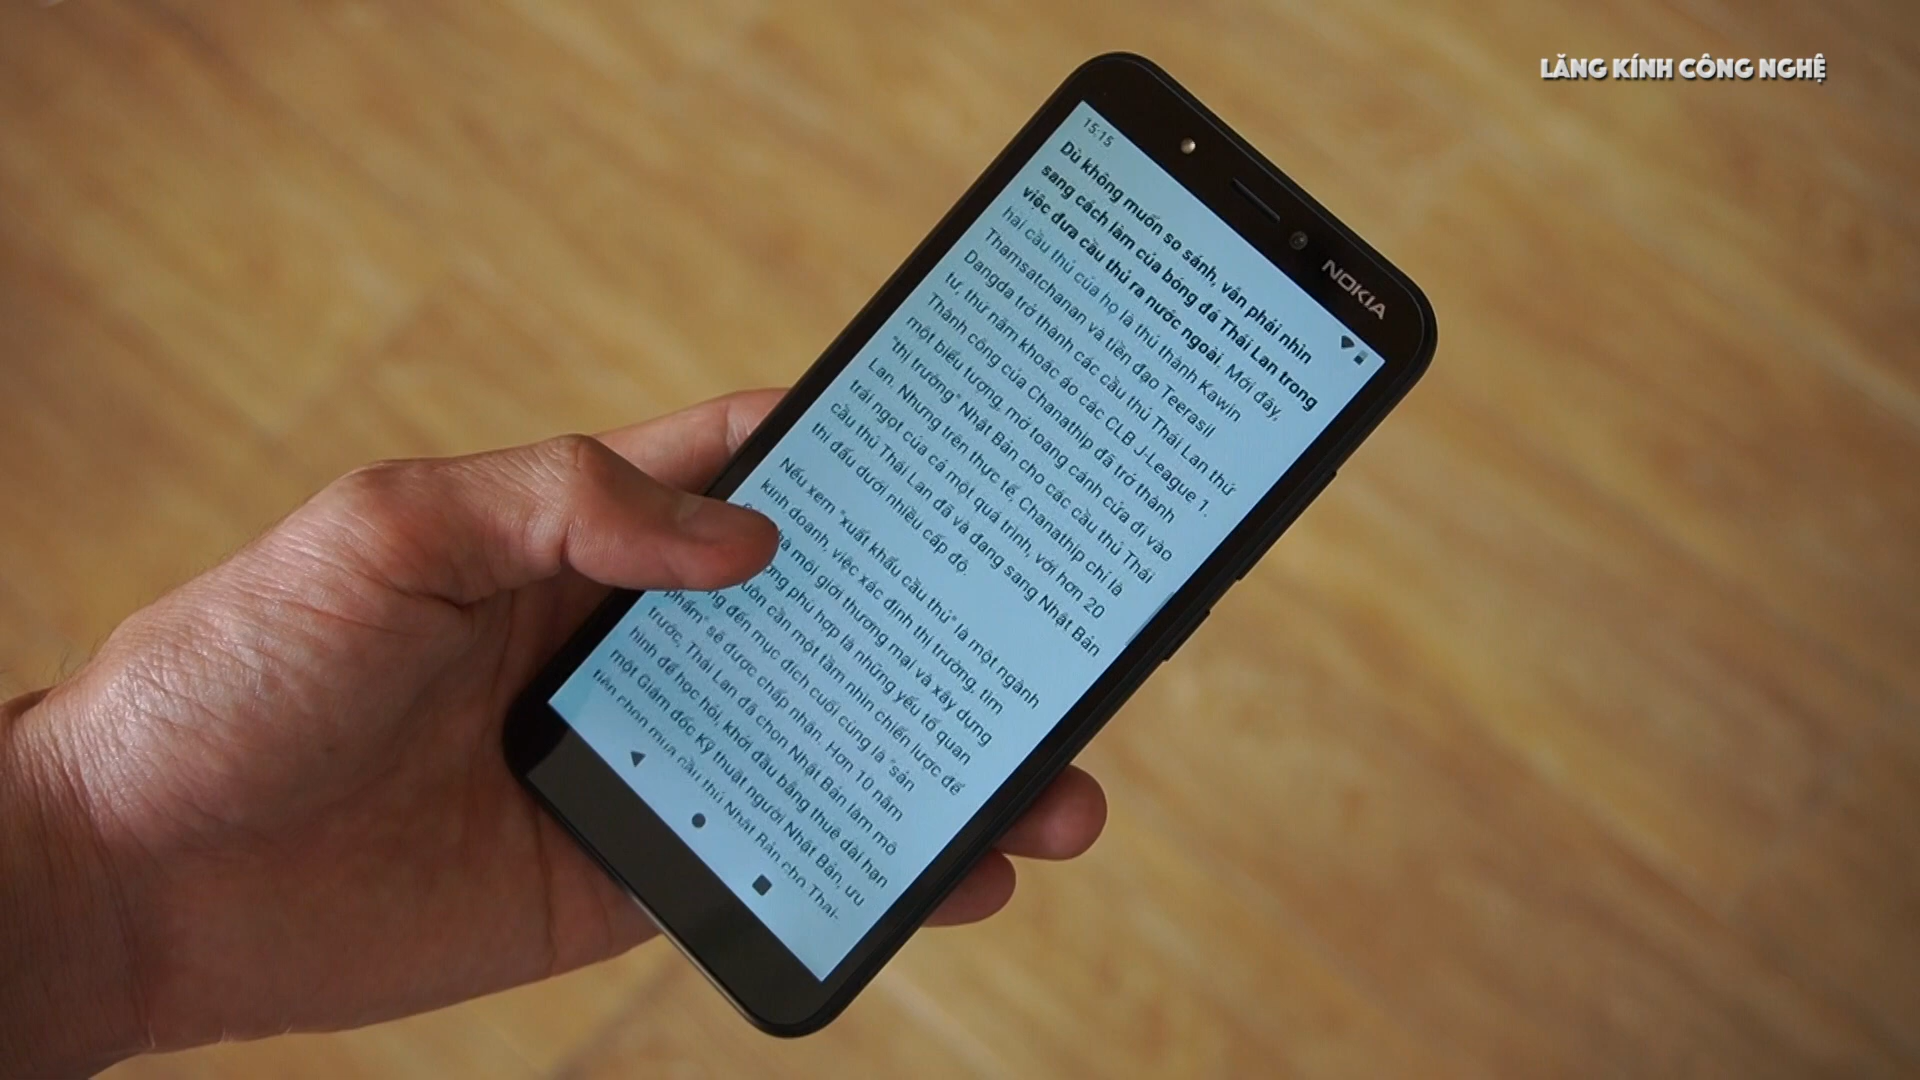 LĂNG KÍNH CÔNG NGHỆ
NOKIA
15:15
Dù không muốn so sánh, vẫn phải nhìn
sang cách làm của bóng đá Thái Lan trong
việc đưa cầu thủ ra nước ngoài. Mới đây,
hai cầu thủ của họ là thủ thành Kawin
Thamsatchanan và tiền đạo Teerasil
Dangda trở thành các cầu thủ Thái Lan thứ
tư, thứ năm khoác áo các CLB J-League 1.
Thành công của Chanathip đã trở thành
một biểu tượng, mở toang cánh cửa đi vào
"thị trường" Nhật Bản cho các cầu thủ Thái
Lan. Nhưng trên thực tế, Chanathip chỉ là
trái ngọt của cả một quá trình, với hơn 20
cầu thủ Thái Lan đã và đang sang Nhật Bản
thi đấu dưới nhiều cấp độ.
Nếu xem "xuất khẩu cầu thủ" là một ngành
kinh doanh, việc xác định thị trường, tìm
nhà môi giới thương mại và xây dựng
phù hợp là những yếu tố quan
luôn cần một tầm nhìn chiến lược để
đến mục đích cuối cùng là "sản
phẩm" sẽ được chấp nhận. Hơn 10 năm
trước, Thái Lan đã chọn Nhật Bản làm mô
hình để học hỏi, khởi đầu bằng thuê dài hạn
một Giám đốc Kỹ thuật người Nhật Bản, ưu
tiên chọn mua cầu thủ Nhật Bản cho Thai-